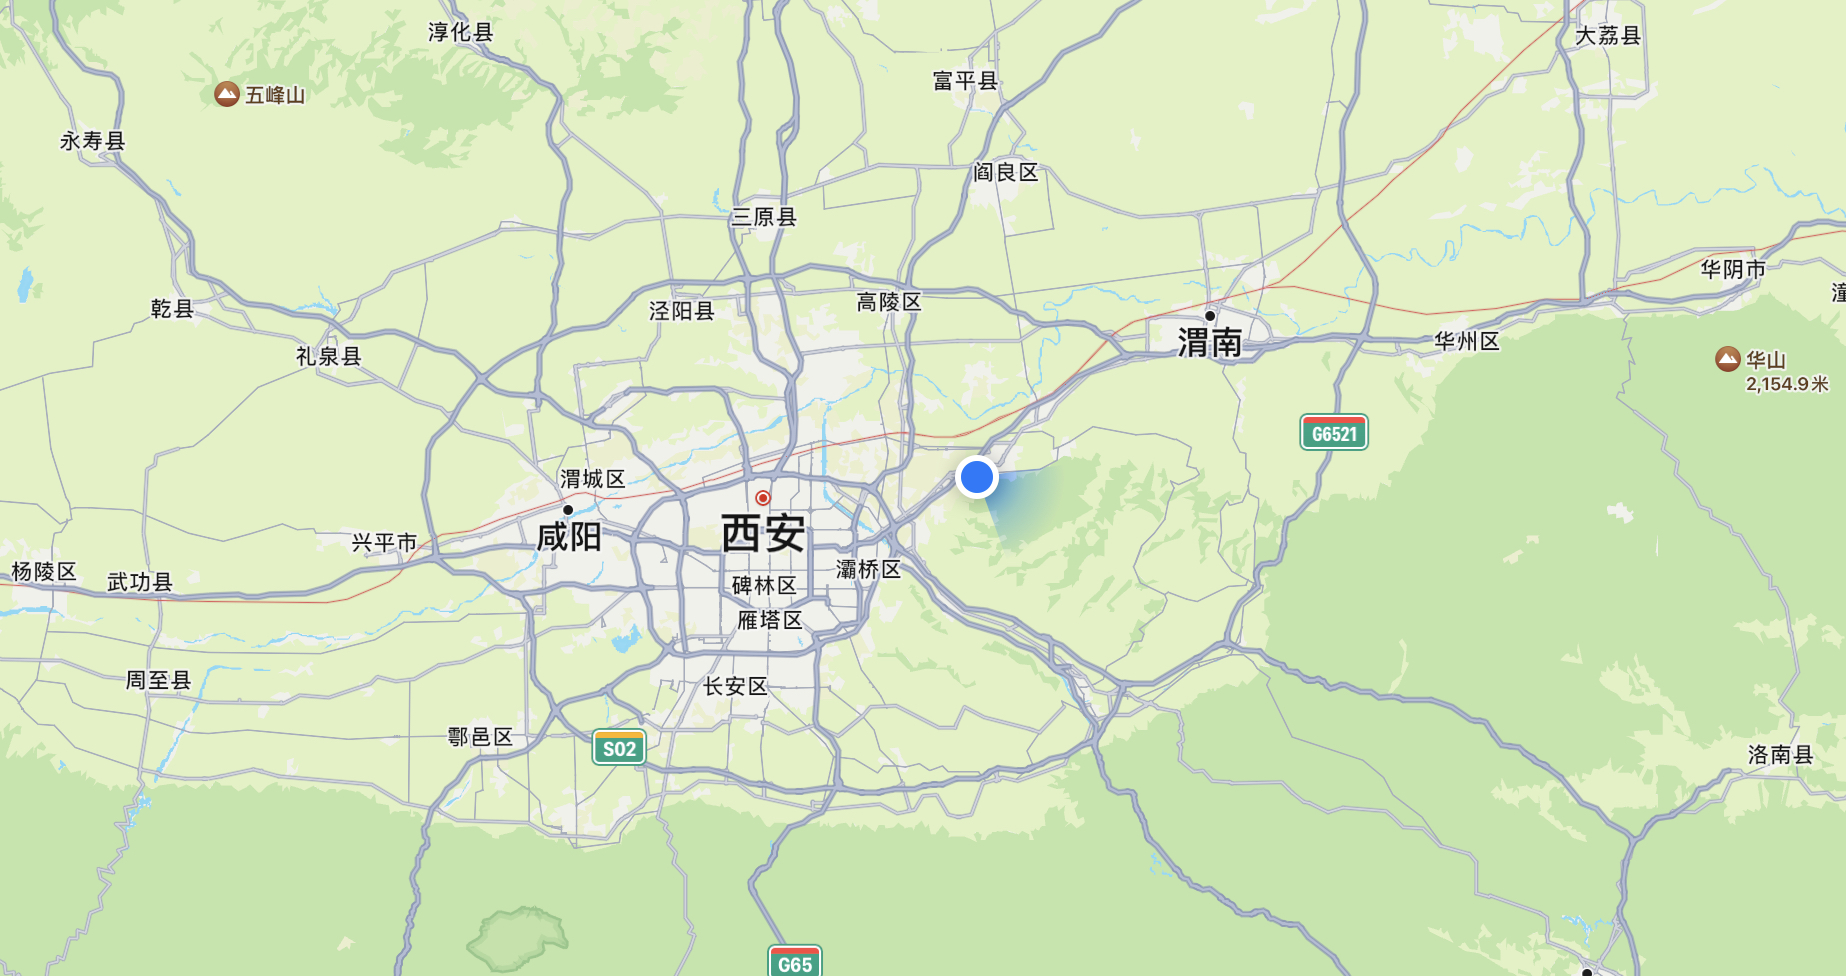 淳化县
大荔县
富平县
五峰山
永寿县
阎良区
三原县
华阴市
潼
乾县
泾阳县
高陵区
渭南
华州区
礼泉县
华山
2,154.9米
G6521
渭城区
西安
咸阳
兴平市
杨陵区
武功县
灞桥区
碑林区
雁塔区
周至县
长安区
鄠邑区
S02
洛南县
G65